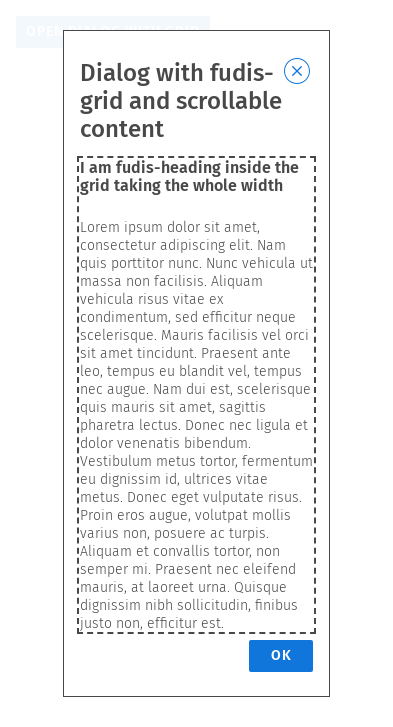 Dialog with fudis-
grid and scrollable
content
I am fudis-heading inside the
grid taking the whole width
Lorem ipsum dolor sit amet,
consectetur adipiscing elit. Nam
quis porttitor nunc. Nunc vehicula ut
massa non facilisis. Aliquam
vehicula risus vitae ex
condimentum, sed efficitur neque
scelerisque. Mauris facilisis vel orci
sit amet tincidunt. Praesent ante
leo, tempus eu blandit vel, tempus
nec augue. Nam dui est, scelerisque
quis mauris sit amet, sagittis
pharetra lectus. Donec nec ligula et
dolor venenatis bibendum.
Vestibulum metus tortor, fermentum
eu dignissim id, ultrices vitae
metus. Donec eget vulputate risus.
Proin eros augue, volutpat mollis
varius non, posuere ac turpis.
Aliquam et convallis tortor, non
semper mi. Praesent nec eleifend
mauris, at laoreet urna. Quisque
dignissim nibh sollicitudin, finibus
justo non, efficitur est.
OK